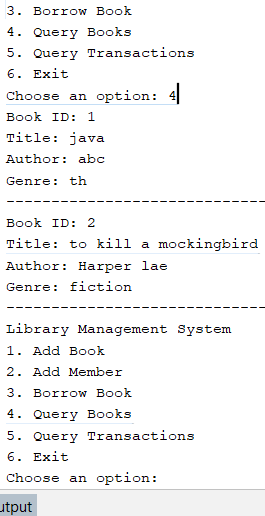 3. Borrow Book
4. Query Books
5. Query Transactions
6. Exit
Choose an option: 4
Book ID: 1
Title: java
Author: abc
Genre: th
------------------------------
Book ID: 2
Title: to kill a mockingbird
Author: Harper lae
Genre: fiction
------------------------------
Library Management System
1. Add Book
2. Add Member
3. Borrow Book
4. Query Books
5. Query Transactions
6. Exit
Choose an option:
utput